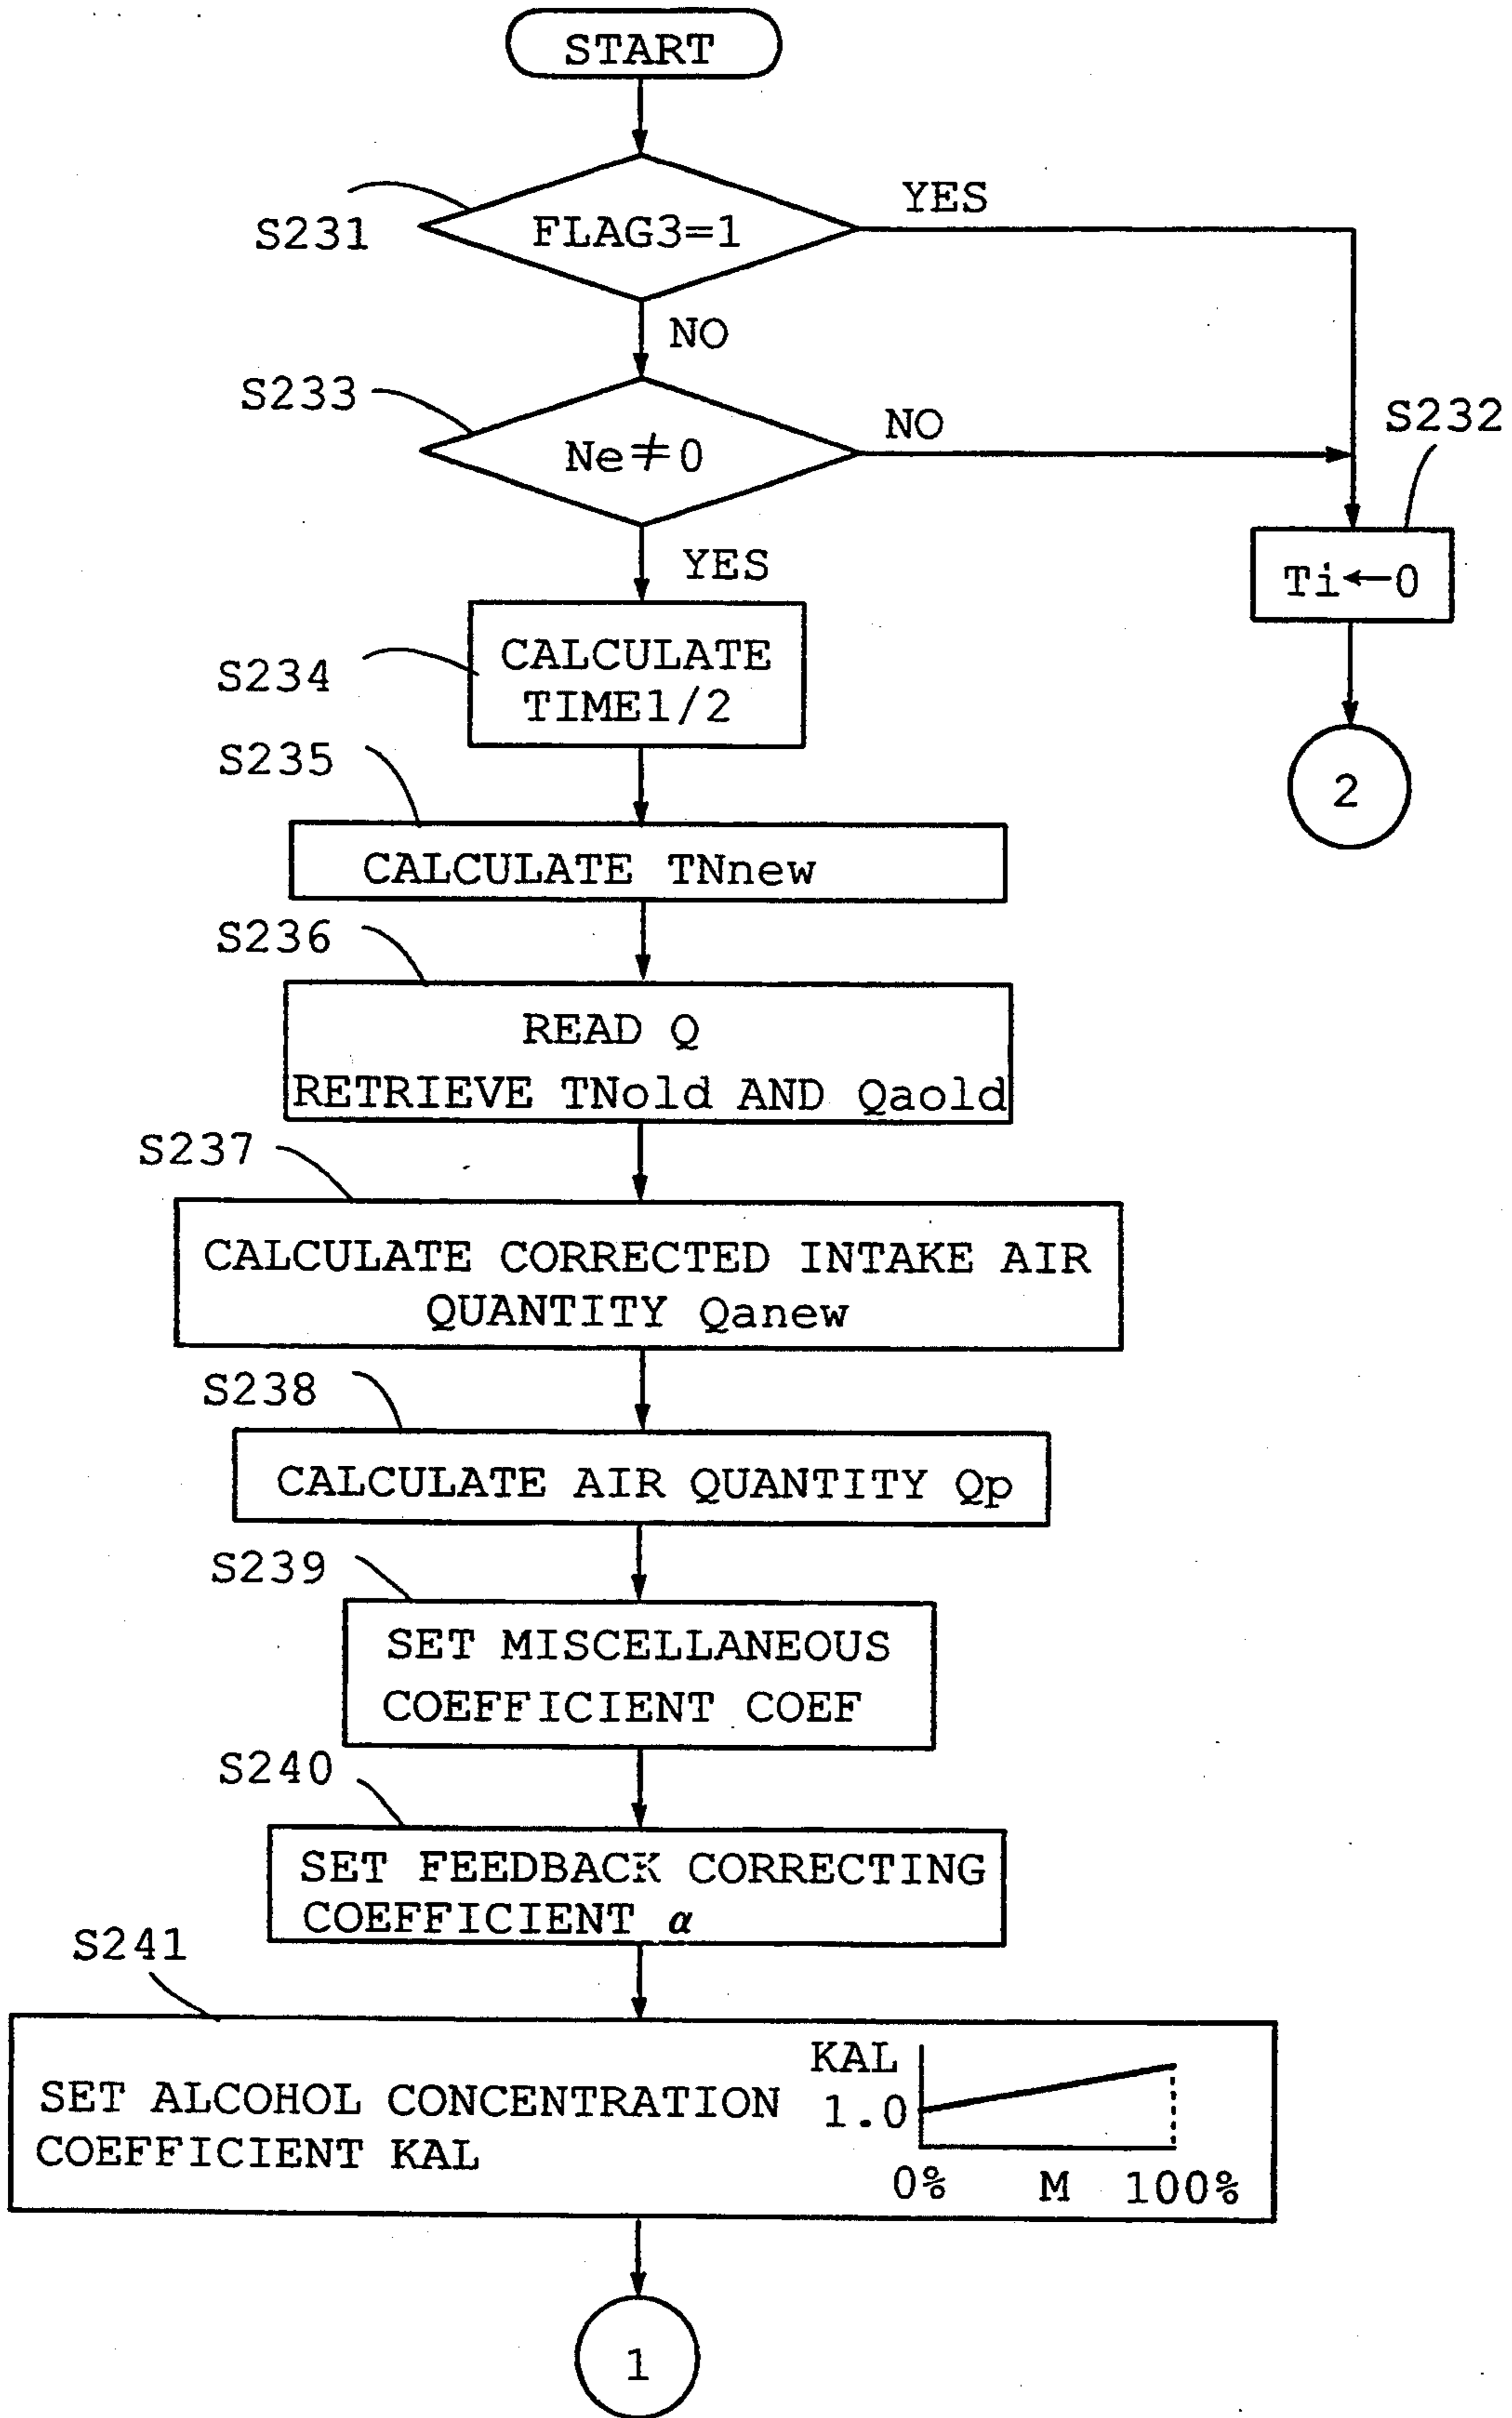 START
S231
FLAG3=1
YES
NO
S233
Ne≠0
NO
S232
YES
Ti←0
S234
CALCULATE
TIME1/2
2
S235
CALCULATE TNnew
S236
READ Q
RETRIEVE TNold AND Qaold
S237
CALCULATE CORRECTED INTAKE AIR
QUANTITY Qanew
S238
CALCULATE AIR QUANTITY Qp
S239
SET MISCELLANEOUS
COEFFICIENT COEF
S240
SET FEEDBACK CORRECTING
COEFFICIENT α
S241
SET ALCOHOL CONCENTRATION
COEFFICIENT KAL
KAL
1.0
0% M 100%
1